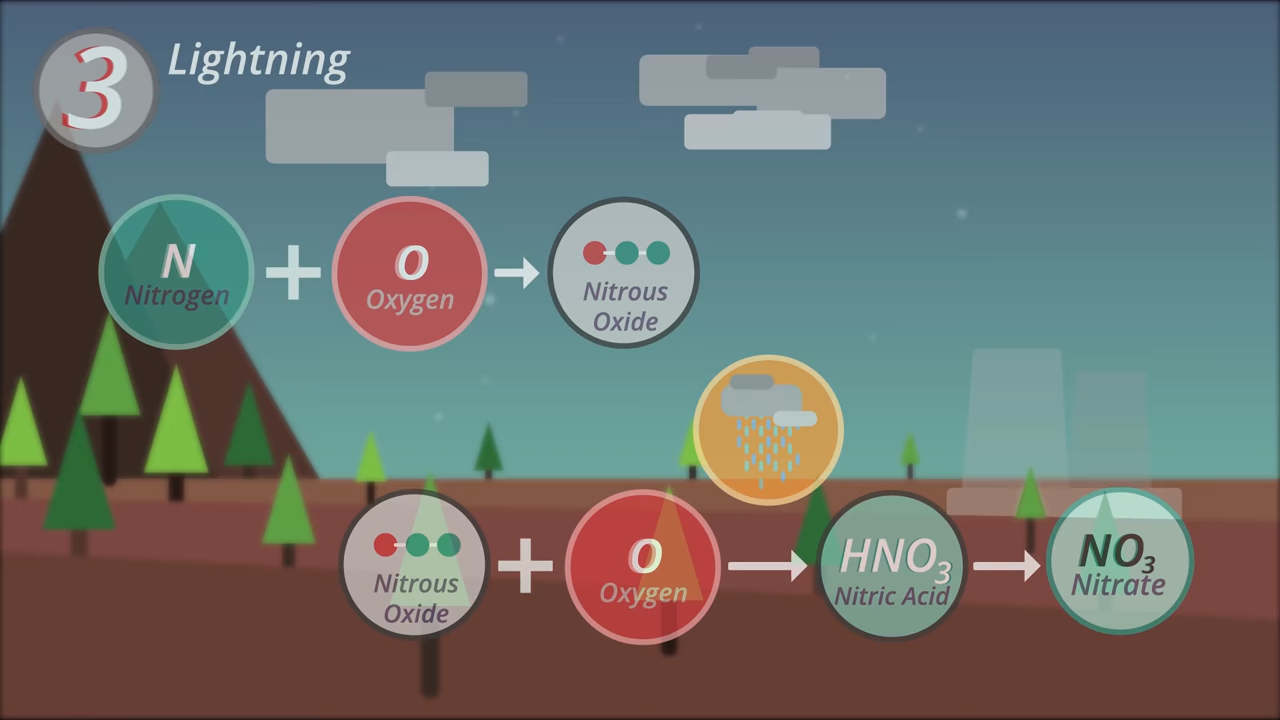 3 Lightning
N
Nitrogen
+
O
Oxygen
→
Nitrous
Oxide
Nitrous
Oxide
+
O
Oxygen
→
HNO₃
Nitric Acid
→
NO₃
Nitrate